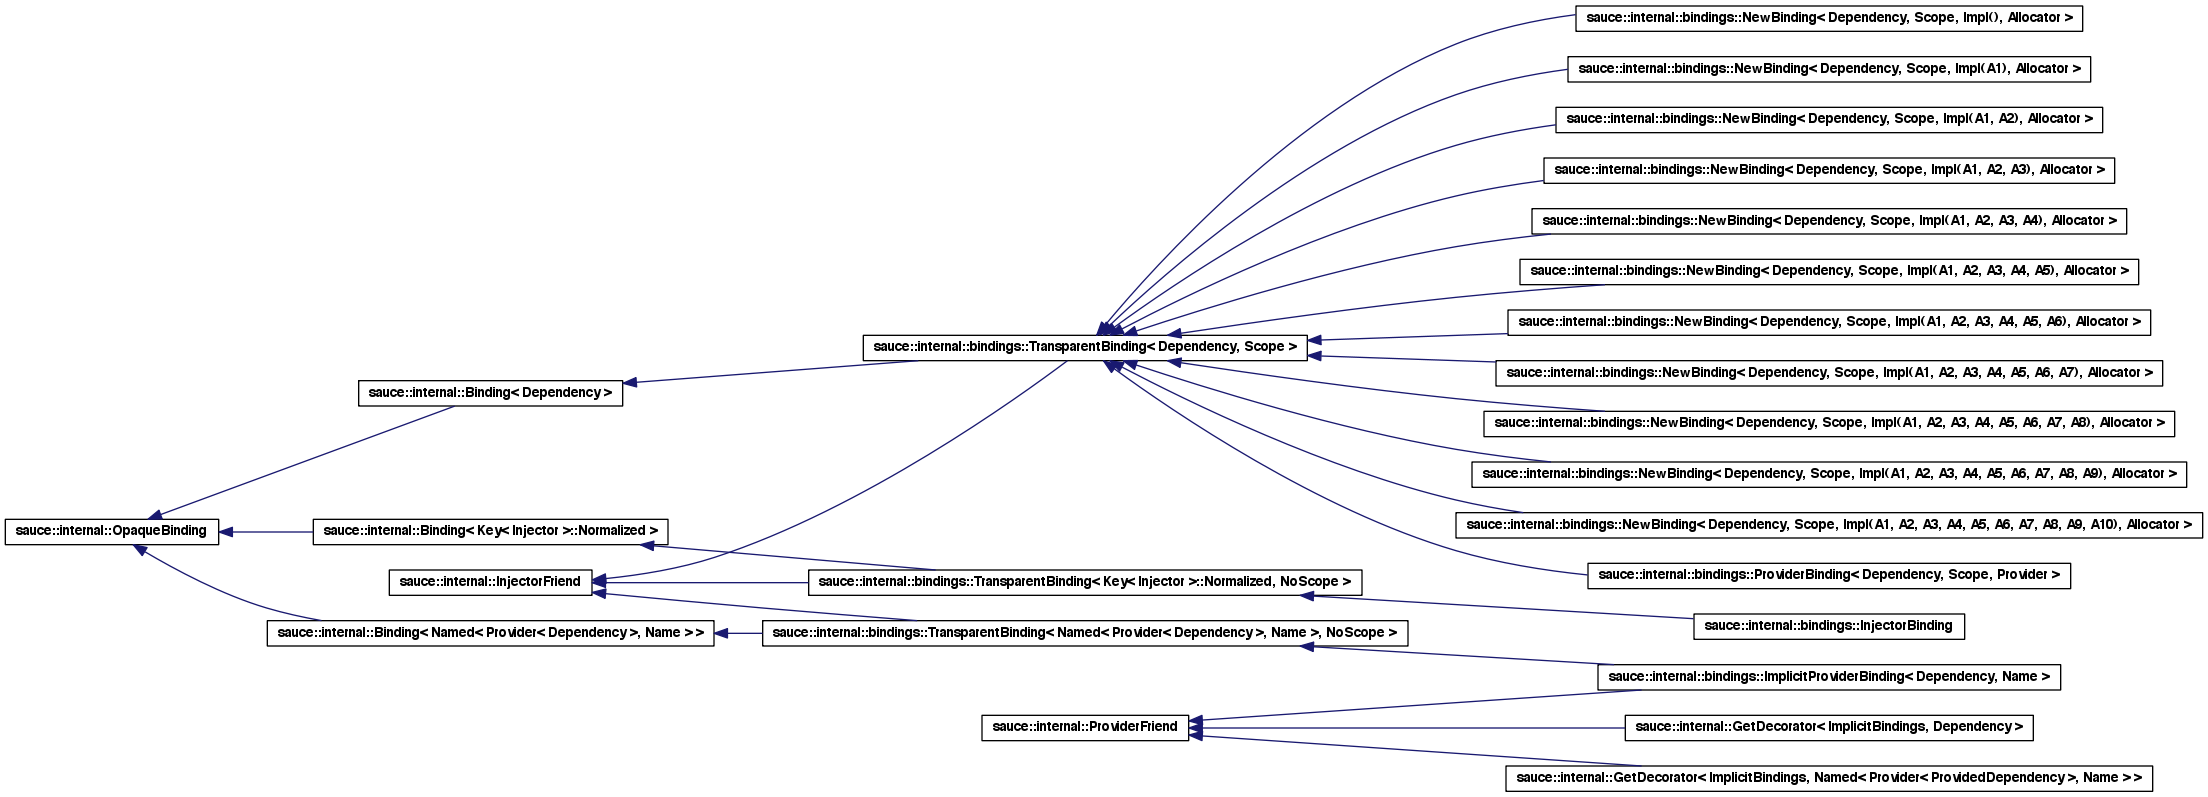 sauce::internal::bindings::NewBinding< Dependency, Scope, Impl(), Allocator >
sauce::internal::bindings::NewBinding< Dependency, Scope, Impl(A1), Allocator >
sauce::internal::bindings::NewBinding< Dependency, Scope, Impl(A1, A2), Allocator >
sauce::internal::bindings::NewBinding< Dependency, Scope, Impl(A1, A2, A3), Allocator >
sauce::internal::bindings::NewBinding< Dependency, Scope, Impl(A1, A2, A3, A4), Allocator >
sauce::internal::bindings::NewBinding< Dependency, Scope, Impl(A1, A2, A3, A4, A5), Allocator >
sauce::internal::bindings::NewBinding< Dependency, Scope, Impl(A1, A2, A3, A4, A5, A6), Allocator >
sauce::internal::bindings::TransparentBinding< Dependency, Scope >
sauce::internal::bindings::NewBinding< Dependency, Scope, Impl(A1, A2, A3, A4, A5, A6, A7), Allocator >
sauce::internal::Binding< Dependency >
sauce::internal::bindings::NewBinding< Dependency, Scope, Impl(A1, A2, A3, A4, A5, A6, A7, A8), Allocator >
sauce::internal::bindings::NewBinding< Dependency, Scope, Impl(A1, A2, A3, A4, A5, A6, A7, A8, A9), Allocator >
sauce::internal::OpaqueBinding
sauce::internal::Binding< Key< Injector >::Normalized >
sauce::internal::bindings::NewBinding< Dependency, Scope, Impl(A1, A2, A3, A4, A5, A6, A7, A8, A9, A10), Allocator >
sauce::internal::InjectorFriend
sauce::internal::bindings::TransparentBinding< Key< Injector >::Normalized, NoScope >
sauce::internal::bindings::ProviderBinding< Dependency, Scope, Provider >
sauce::internal::Binding< Named< Provider< Dependency >, Name > >
sauce::internal::bindings::TransparentBinding< Named< Provider< Dependency >, Name >, NoScope >
sauce::internal::bindings::InjectorBinding
sauce::internal::bindings::ImplicitProviderBinding< Dependency, Name >
sauce::internal::ProviderFriend
sauce::internal::GetDecorator< ImplicitBindings, Dependency >
sauce::internal::GetDecorator< ImplicitBindings, Named< Provider< ProvidedDependency >, Name > >